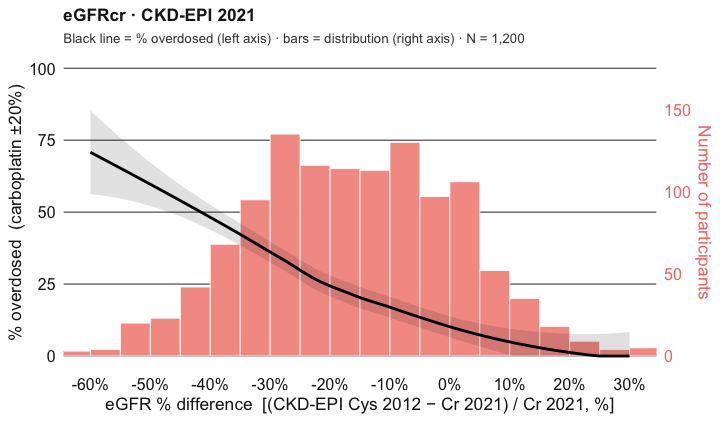 eGFRcr · CKD-EPI 2021
Black line = % overdosed (left axis) · bars = distribution (right axis) · N = 1,200
% overdosed (carboplatin ±20%)
100
75
50
25
0
150
100
50
0
Number of participants
-60% -50% -40% -30% -20% -10% 0% 10% 20% 30%
eGFR % difference [(CKD-EPI Cys 2012 − Cr 2021) / Cr 2021, %]